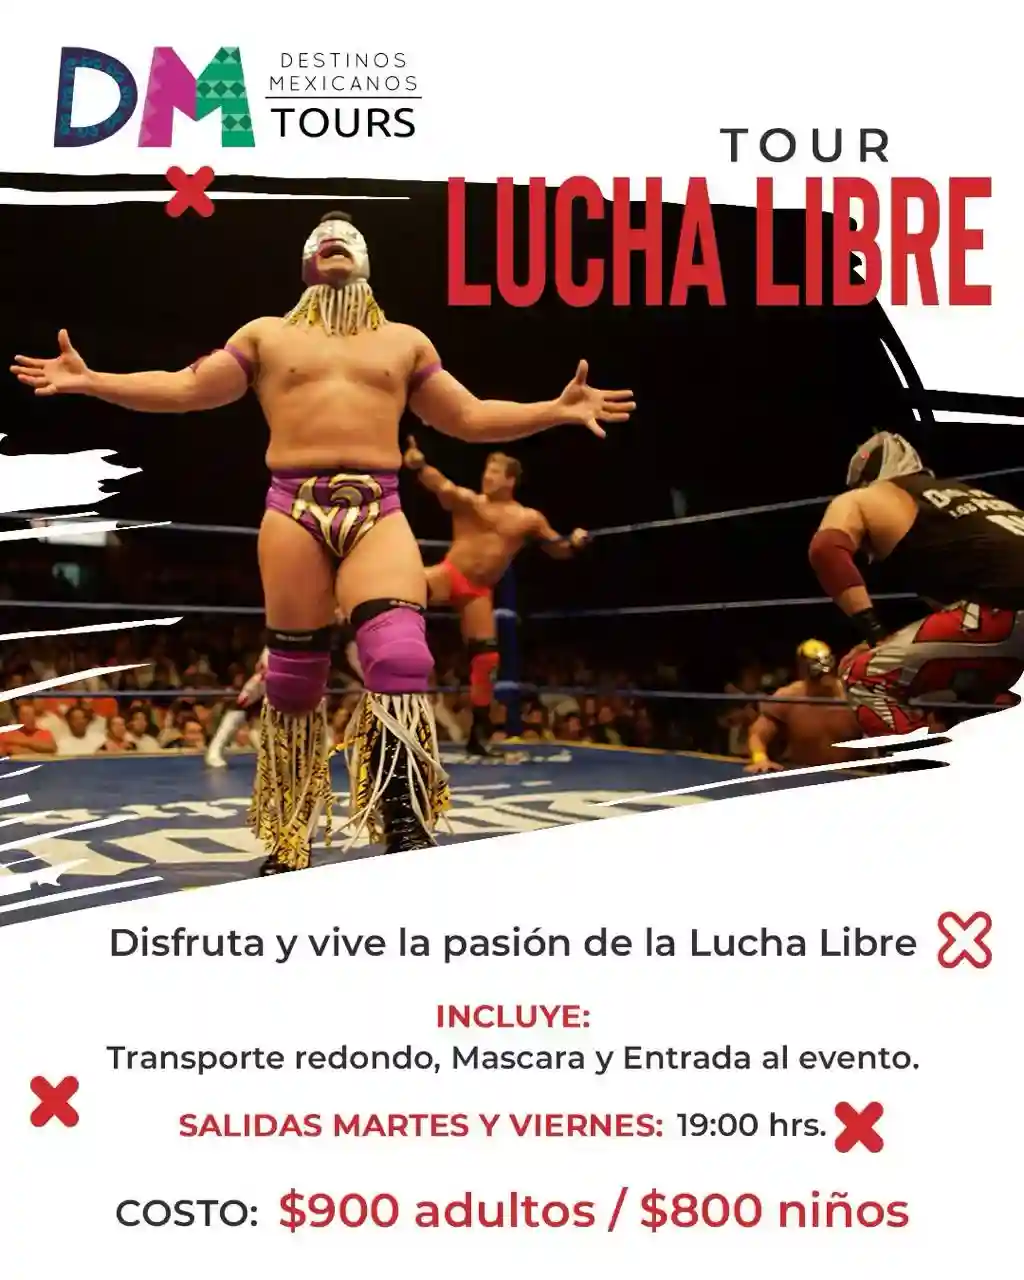 DM
DESTINOS
MEXICANOS
TOURS
TOUR
LUCHA LIBRE
Disfruta y vive la pasión de la Lucha Libre
INCLUYE:
Transporte redondo, Mascara y Entrada al evento.
SALIDAS MARTES Y VIERNES: 19:00 hrs.
COSTO: $900 adultos / $800 niños